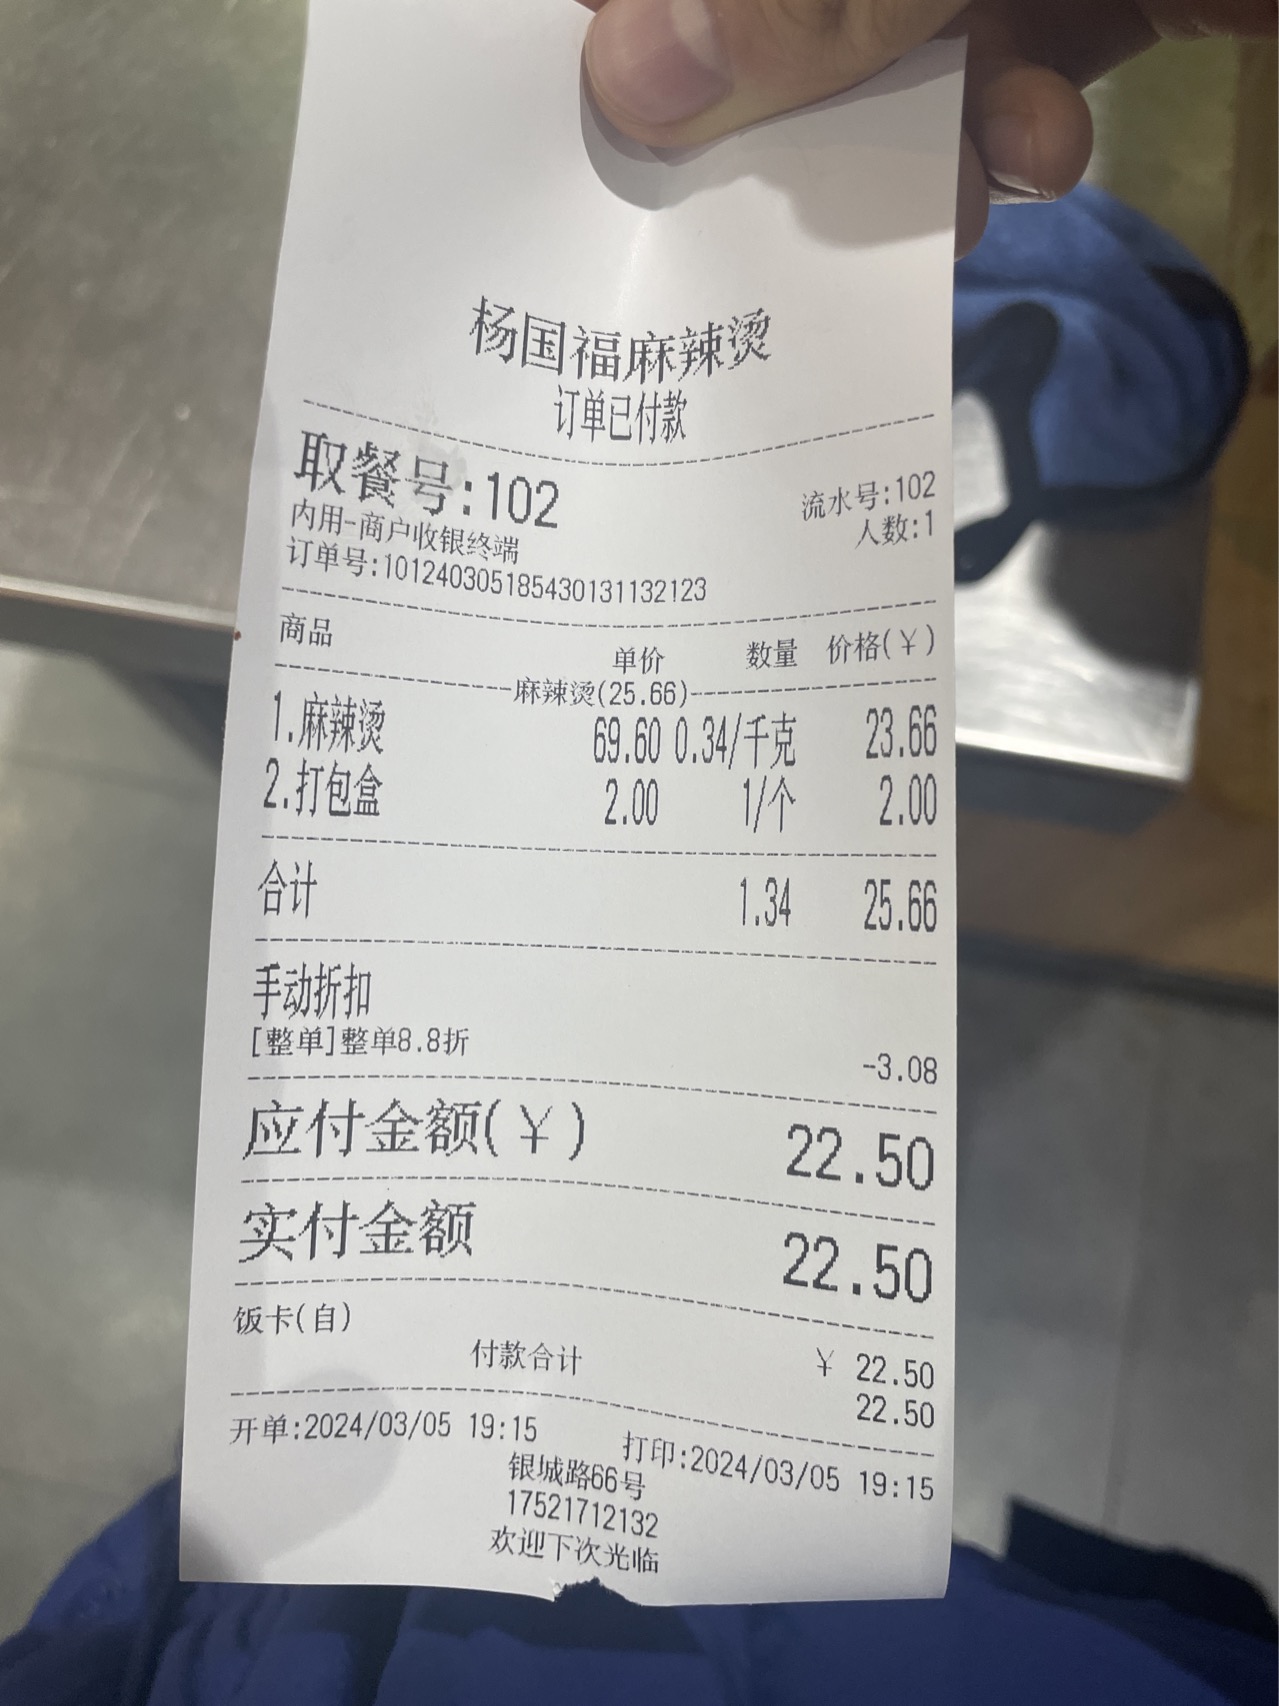 杨国福麻辣烫
订单已付款
取餐号:102 流水号:102
内用-商户收银终端 人数:1
订单号:101240305185430131132123
商品 单价 数量 价格(¥)
麻辣烫(25.66)
1.麻辣烫 69.60 0.34/千克 23.66
2.打包盒 2.00 1/个 2.00
合计 1.34 25.66
手动折扣
[整单]整单8.8折 -3.08
应付金额(¥) 22.50
实付金额 22.50
饭卡(自) ¥ 22.50
付款合计 22.50
开单:2024/03/05 19:15 打印:2024/03/05 19:15
银城路66号
17521712132
欢迎下次光临